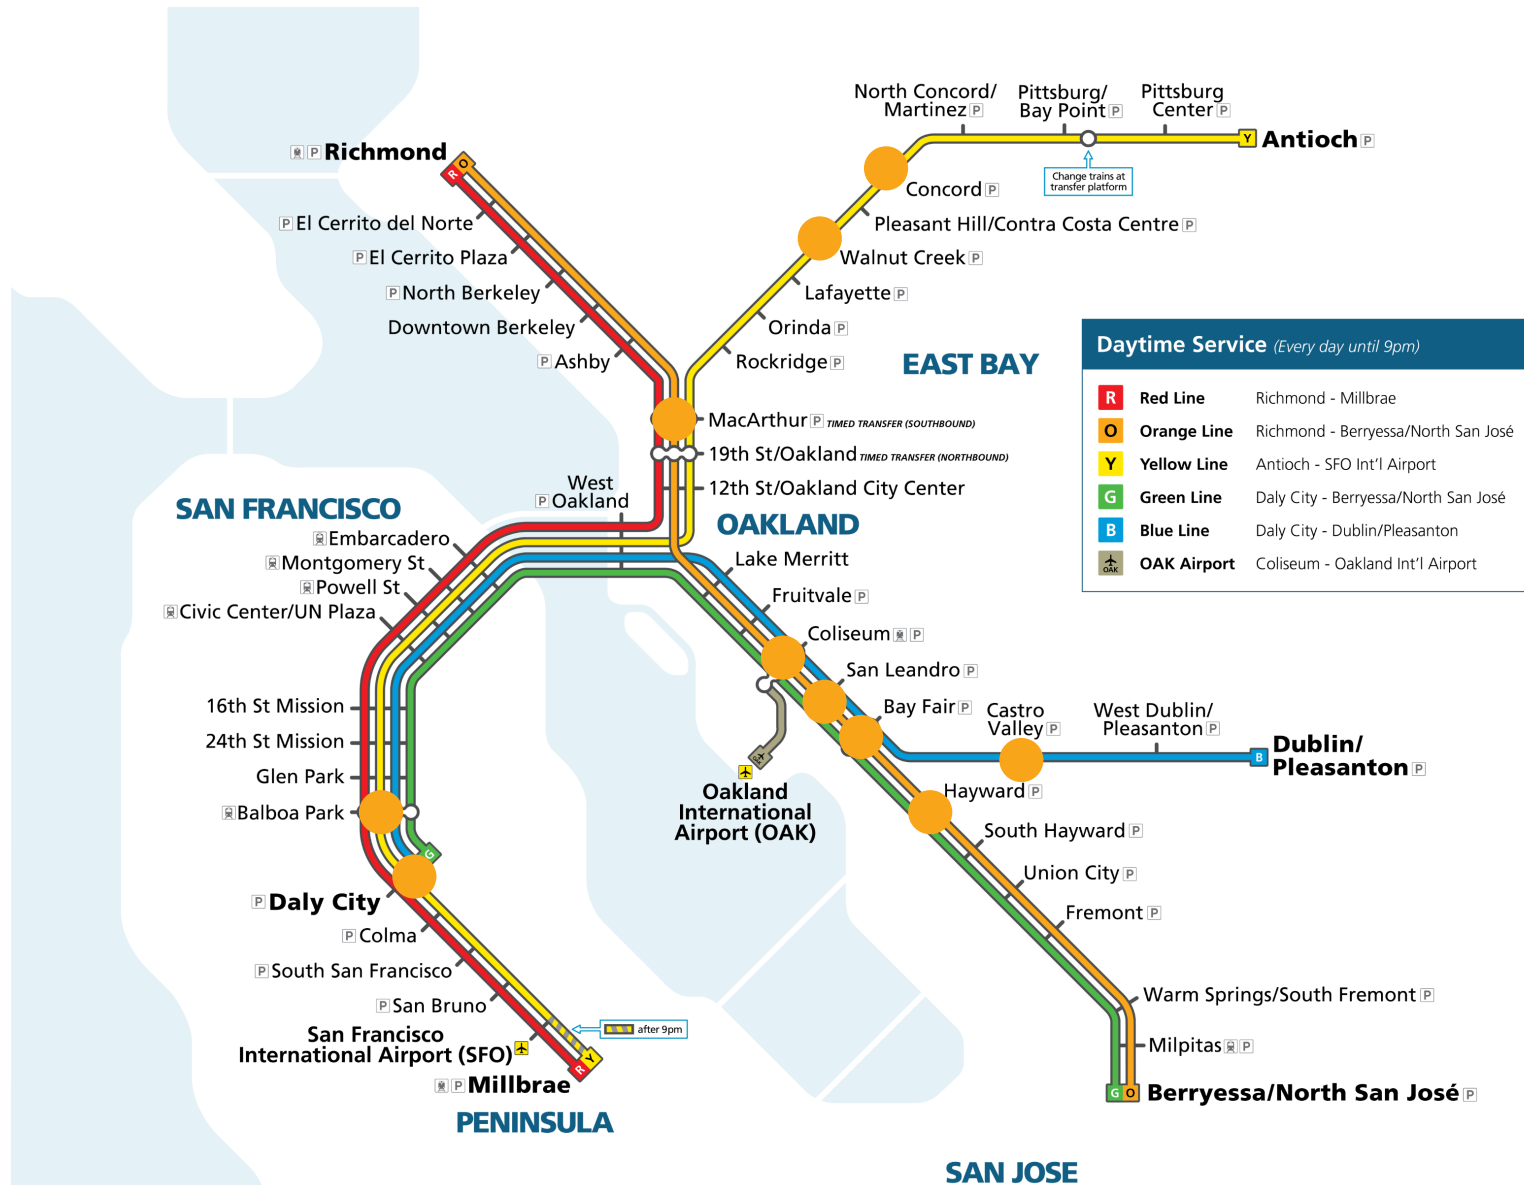 North Concord/
Martinez P
Pittsburg/
Bay Point P
Pittsburg
Center P
Y
Antioch P
Change trains at
transfer platform
P Richmond
O
R
Concord P
P El Cerrito del Norte
Pleasant Hill/Contra Costa Centre P
P El Cerrito Plaza
Walnut Creek P
P North Berkeley
Lafayette P
Downtown Berkeley
Orinda P
P Ashby
Rockridge P
EAST BAY
Daytime Service (Every day until 9pm)
R Red Line Richmond - Millbrae
O Orange Line Richmond - Berryessa/North San José
Y Yellow Line Antioch - SFO Int'l Airport
G Green Line Daly City - Berryessa/North San José
B Blue Line Daly City - Dublin/Pleasanton
OAK OAK Airport Coliseum - Oakland Int'l Airport
MacArthur P TIMED TRANSFER (SOUTHBOUND)
19th St/Oakland TIMED TRANSFER (NORTHBOUND)
12th St/Oakland City Center
West
P Oakland
SAN FRANCISCO
OAKLAND
Embarcadero
Montgomery St
Powell St
Civic Center/UN Plaza
Lake Merritt
Fruitvale P
Coliseum P
San Leandro P
Bay Fair P
Castro
Valley P
West Dublin/
Pleasanton P
B
Dublin/
Pleasanton P
16th St Mission
24th St Mission
Glen Park
Balboa Park
OAK
Oakland
International
Airport (OAK)
Hayward P
South Hayward P
Union City P
Fremont P
G
P Daly City
P Colma
P South San Francisco
P San Bruno
Warm Springs/South Fremont P
after 9pm
San Francisco
International Airport (SFO)
Milpitas P
Y
R
P Millbrae
G O
Berryessa/North San José P
PENINSULA
SAN JOSE